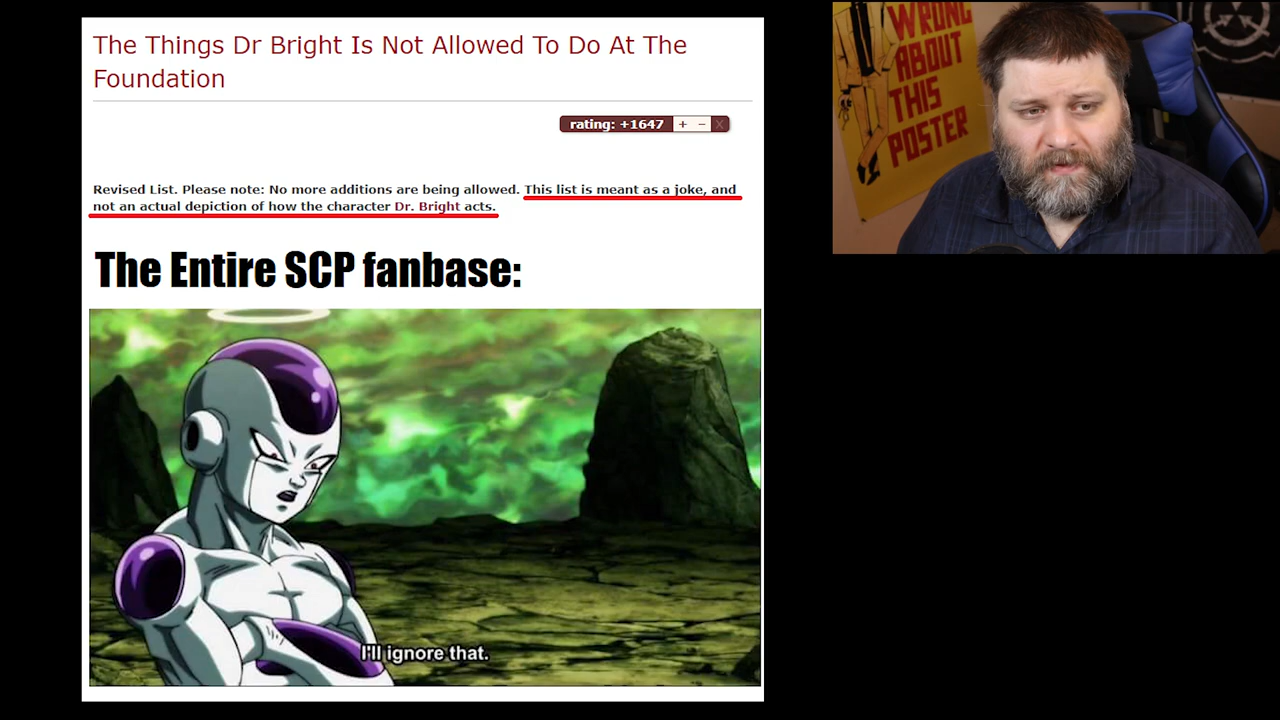 The Things Dr Bright Is Not Allowed To Do At The
Foundation
rating: +1647 + − X
Revised List. Please note: No more additions are being allowed. This list is meant as a joke, and
not an actual depiction of how the character Dr. Bright acts.
The Entire SCP fanbase:
I'll ignore that.
WRONG
ABOUT
THIS
POSTER